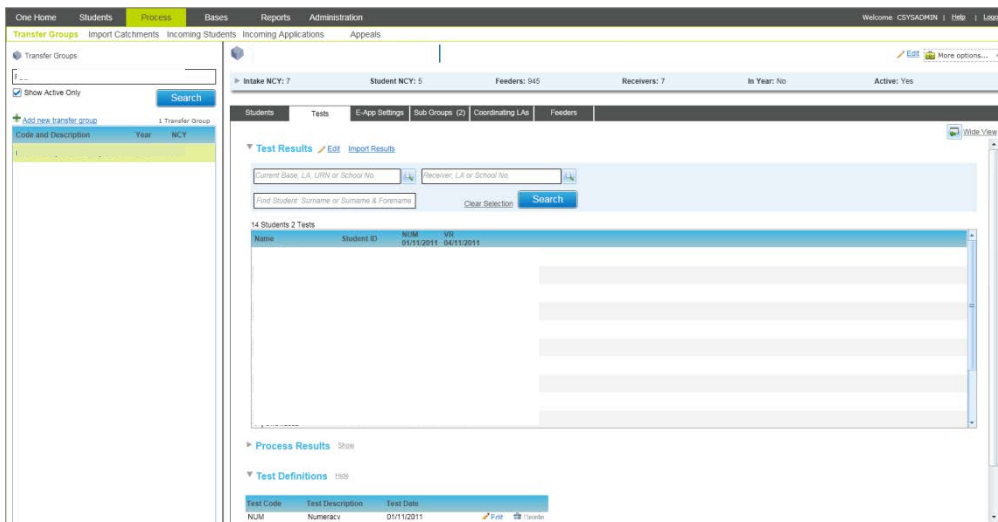 One Home Students Process Bases Reports Administration Welcome CSYSADMIN | Help |
Transfer Groups Import Catchments Incoming Students Incoming Applications Appeals
Transfer Groups
Edit More options...
Intake NCY: 7 Student NCY: 5 Feeders: 945 Receivers: 7 In Year: No Active: Yes
Show Active Only
Search
Students Tests E-App Settings Sub Groups (2) Coordinating LAs Feeders
Add new transfer group 1 Transfer Group
Code and Description Year NCY
Wide View
Test Results Edit Import Results
Current Base, LA, URN or School No. Receiver, LA or School No.
Find Student: Surname or Surname & Forename Clear Selection Search
14 Students 2 Tests
Name Student ID NUM VR
01/11/2011 04/11/2011
Process Results Show
Test Definitions Hide
Test Code Test Description Test Date
NUM Numeracy 01/11/2011 Edit Delete